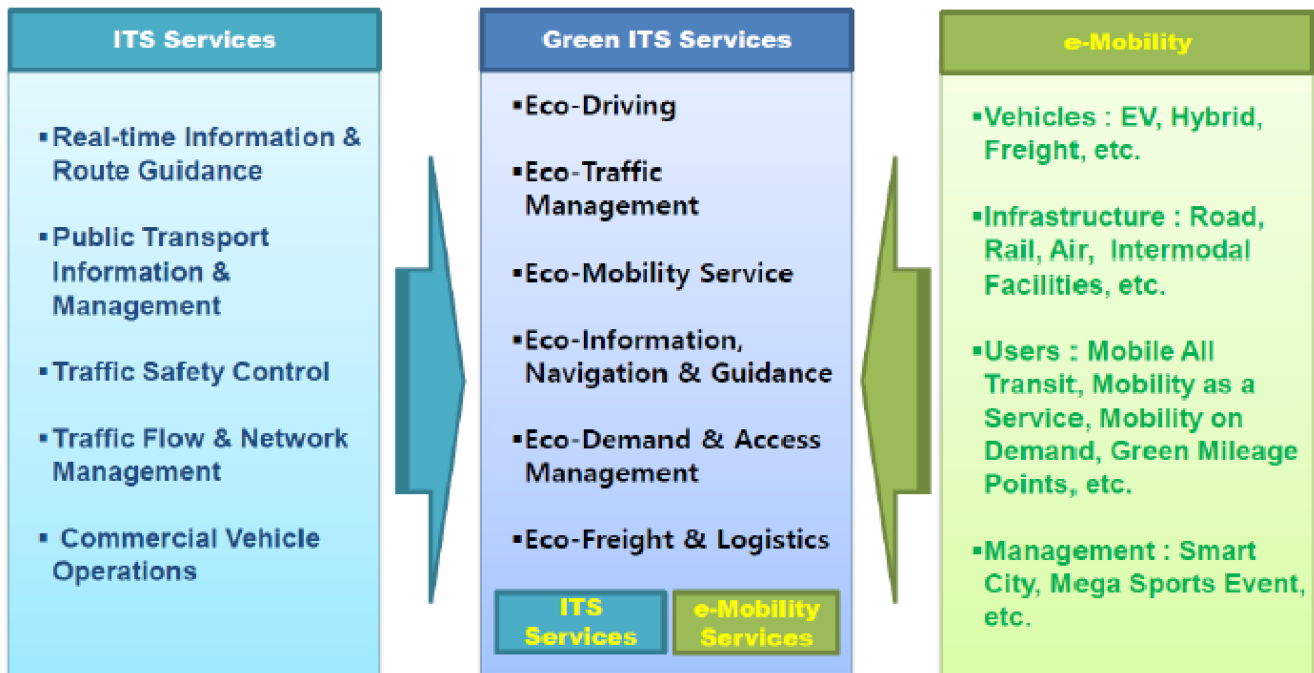 ITS Services
▪Real-time Information &
Route Guidance
▪Public Transport
Information &
Management
▪Traffic Safety Control
▪Traffic Flow & Network
Management
▪ Commercial Vehicle
Operations
Green ITS Services
▪Eco-Driving
▪Eco-Traffic
Management
▪Eco-Mobility Service
▪Eco-Information,
Navigation & Guidance
▪Eco-Demand & Access
Management
▪Eco-Freight & Logistics
ITS
Services
e-Mobility
Services
e-Mobility
▪Vehicles : EV, Hybrid,
Freight, etc.
▪Infrastructure : Road,
Rail, Air, Intermodal
Facilities, etc.
▪Users : Mobile All
Transit, Mobility as a
Service, Mobility on
Demand, Green Mileage
Points, etc.
▪Management : Smart
City, Mega Sports Event,
etc.